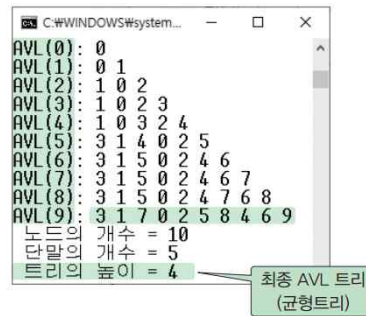 C:\WINDOWS\system...
AVL(0): 0
AVL(1): 0 1
AVL(2): 1 0 2
AVL(3): 1 0 2 3
AVL(4): 1 0 3 2 4
AVL(5): 3 1 4 0 2 5
AVL(6): 3 1 5 0 2 4 6
AVL(7): 3 1 5 0 2 4 6 7
AVL(8): 3 1 5 0 2 4 7 6 8
AVL(9): 3 1 7 0 2 5 8 4 6 9
노드의 개수 = 10
단말의 개수 = 5
트리의 높이 = 4
최종 AVL 트리
(균형트리)